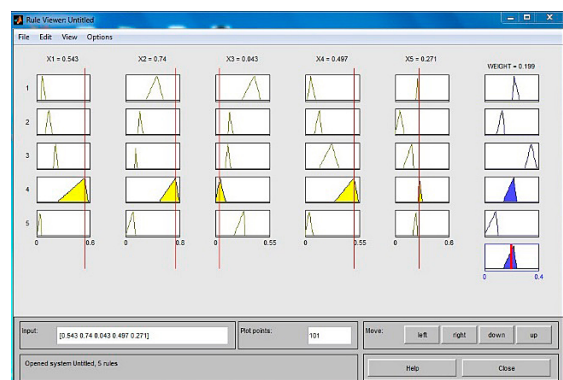 Rule Viewer: Untitled
File Edit View Options
X1 = 0.543 X2 = 0.74 X3 = 0.043 X4 = 0.497 X5 = 0.271 WEIGHT = 0.189
1
2
3
4
5
0 0.6 0 0.8 0 0.55 0 0.55 0 0.6
0 0.4
Input: [0.543 0.74 0.043 0.497 0.271] Plot points: 101 Move: left right down up
Opened system Untitled, 5 rules Help Close